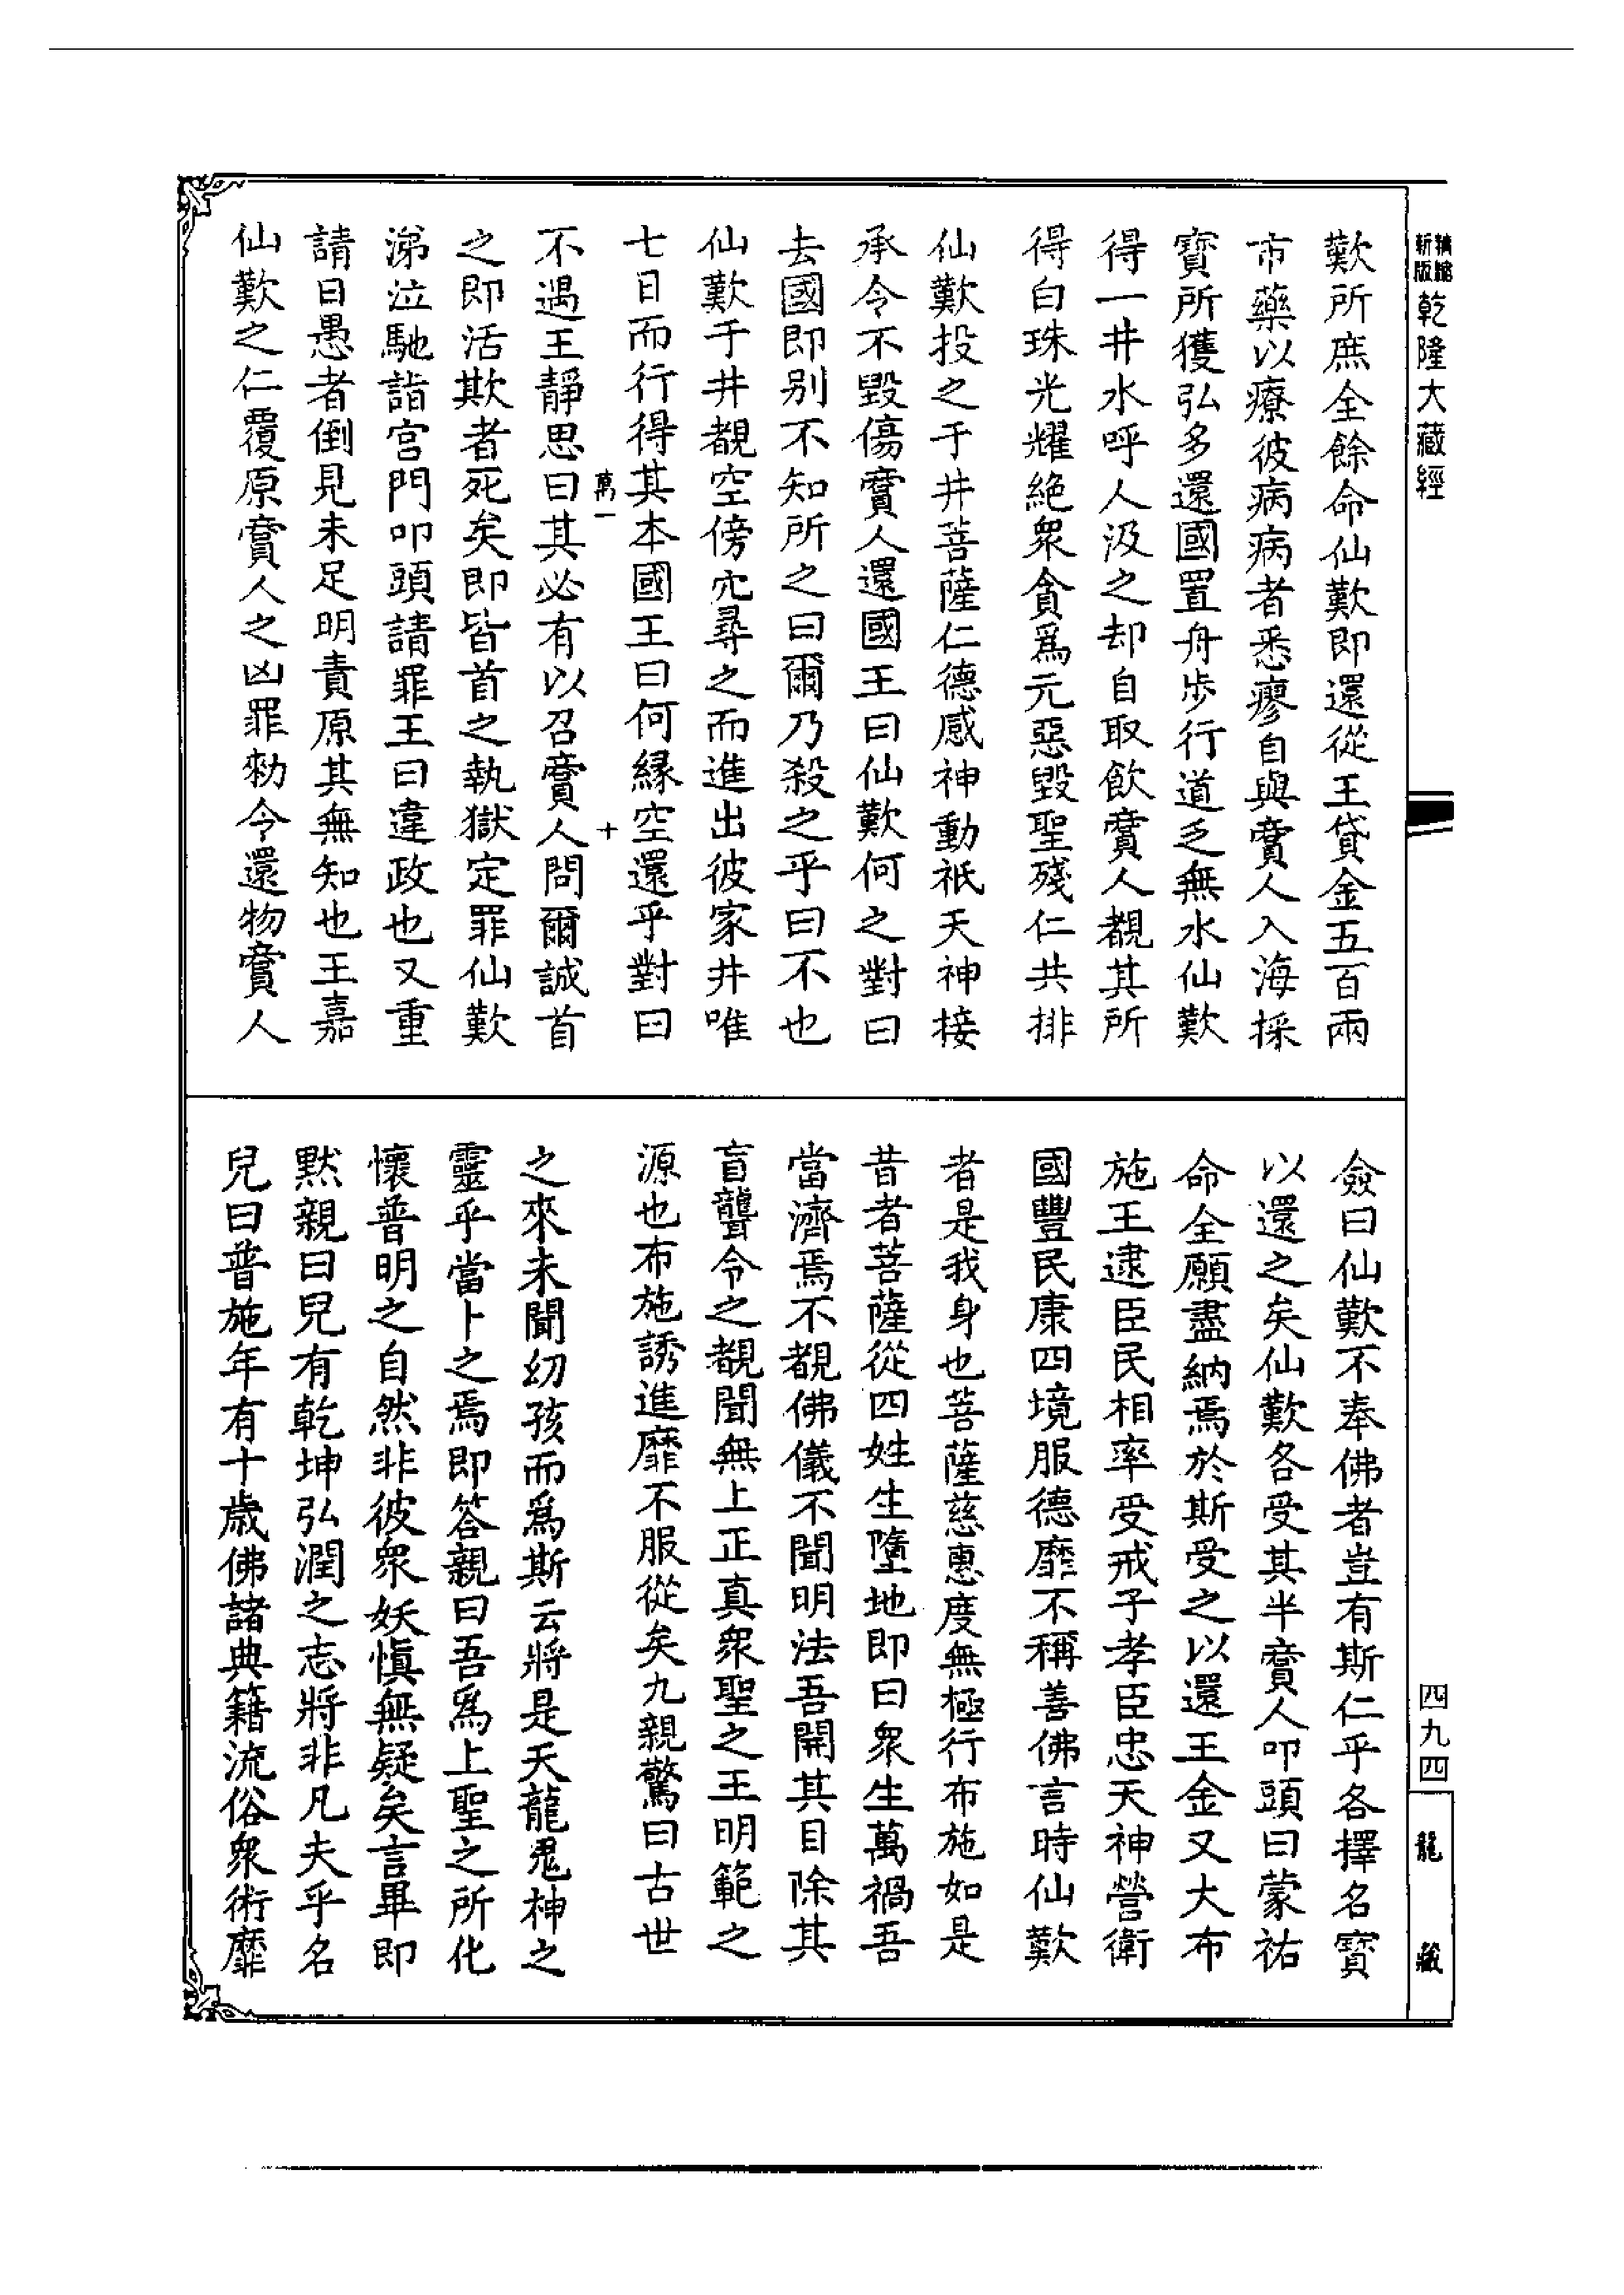 精縮
新版
乾隆大藏經
歎所庶全餘命仙歎即還從王貸金五百兩
市藥以療彼病病者悉瘳自與賷人入海採
寶所獲弘多還國置舟步行道乏無水仙歎
得一井水呼人汲之却自取飲賷人覩其所
得白珠光耀絶衆貪爲元惡毀聖殘仁共排
仙歎投之于井菩薩仁德感神動祇天神接
承令不毀傷賷人還國王曰仙歎何之對曰
去國即别不知所之曰爾乃殺之乎曰不也
仙歎于井覩空傍穴尋之而進出彼家井唯
七日而行得其本國王曰何緣空還乎對曰
萬一
十
不遇王靜思曰其必有以召賷人問爾誠首
之即活欺者死矣即皆首之執獄定罪仙歎
涕泣馳詣宫門叩頭請罪王曰違政也又重
請曰愚者倒見未足明責原其無知也王嘉
仙歎之仁覆原賷人之凶罪勑令還物賷人
僉曰仙歎不奉佛者豈有斯仁乎各擇名寳
以還之矣仙歎各受其半賷人叩頭曰蒙祐
命全願盡納焉於斯受之以還王金又大布
施王逮臣民相率受戒子孝臣忠天神營衛
國豐民康四境服德靡不稱善佛言時仙歎
者是我身也菩薩慈惠度無極行布施如是
昔者菩薩從四姓生墮地即曰衆生萬禍吾
當濟焉不覩佛儀不聞明法吾開其目除其
盲聾令之覩聞無上正真衆聖之王明範之
源也布施誘進靡不服從矣九親驚曰古世
之來未聞幼孩而爲斯云將是天龍鬼神之
靈乎當卜之焉即答親曰吾爲上聖之所化
懷普明之自然非彼衆妖愼無疑矣言畢即
黙親曰兒有乾坤弘潤之志將非凡夫乎名
兒曰普施年有十歲佛諸典籍流俗衆術靡
四九四
龍藏